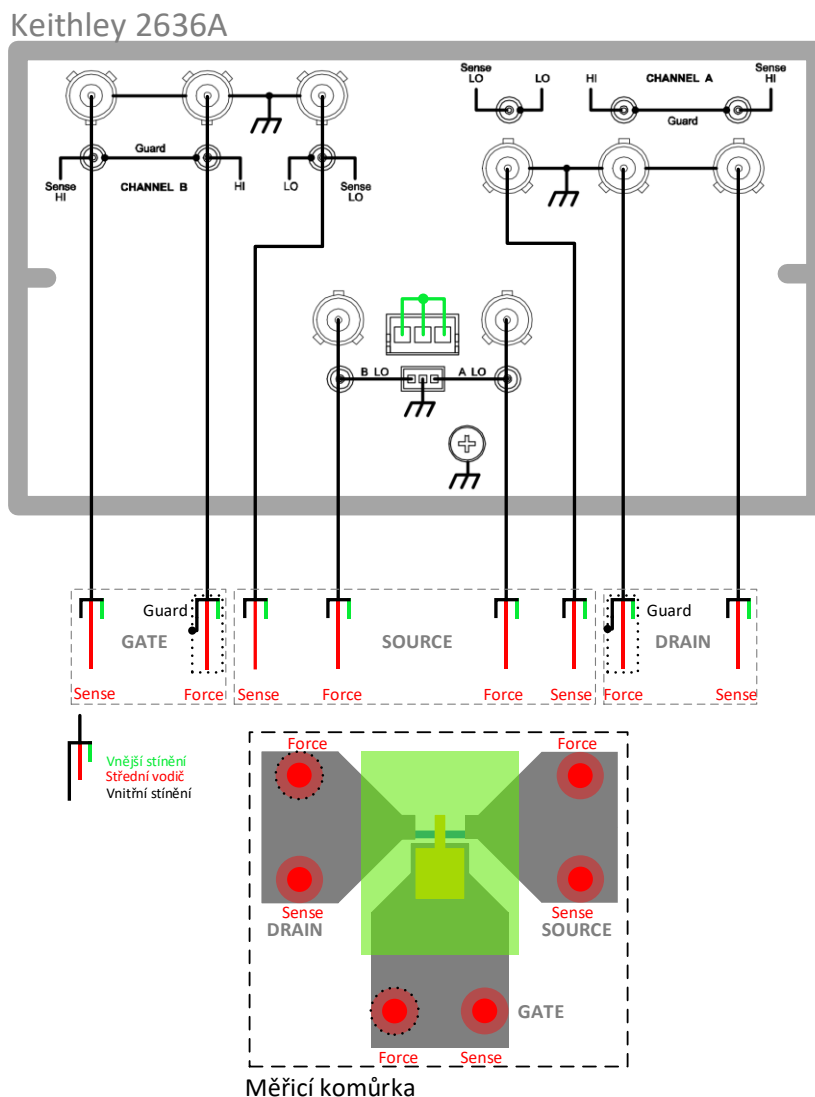 Keithley 2636A
Sense
LO
LO
HI
CHANNEL A
Sense
HI
Guard
Guard
Sense
HI
CHANNEL B
HI
LO
Sense
LO
B LO
A LO
Guard
GATE
SOURCE
Guard
DRAIN
Sense
Force
Sense
Force
Force
Sense
Force
Sense
Vnější stínění
Střední vodič
Vnitřní stínění
Force
Force
Sense
DRAIN
Sense
SOURCE
GATE
Force
Sense
Měřicí komůrka